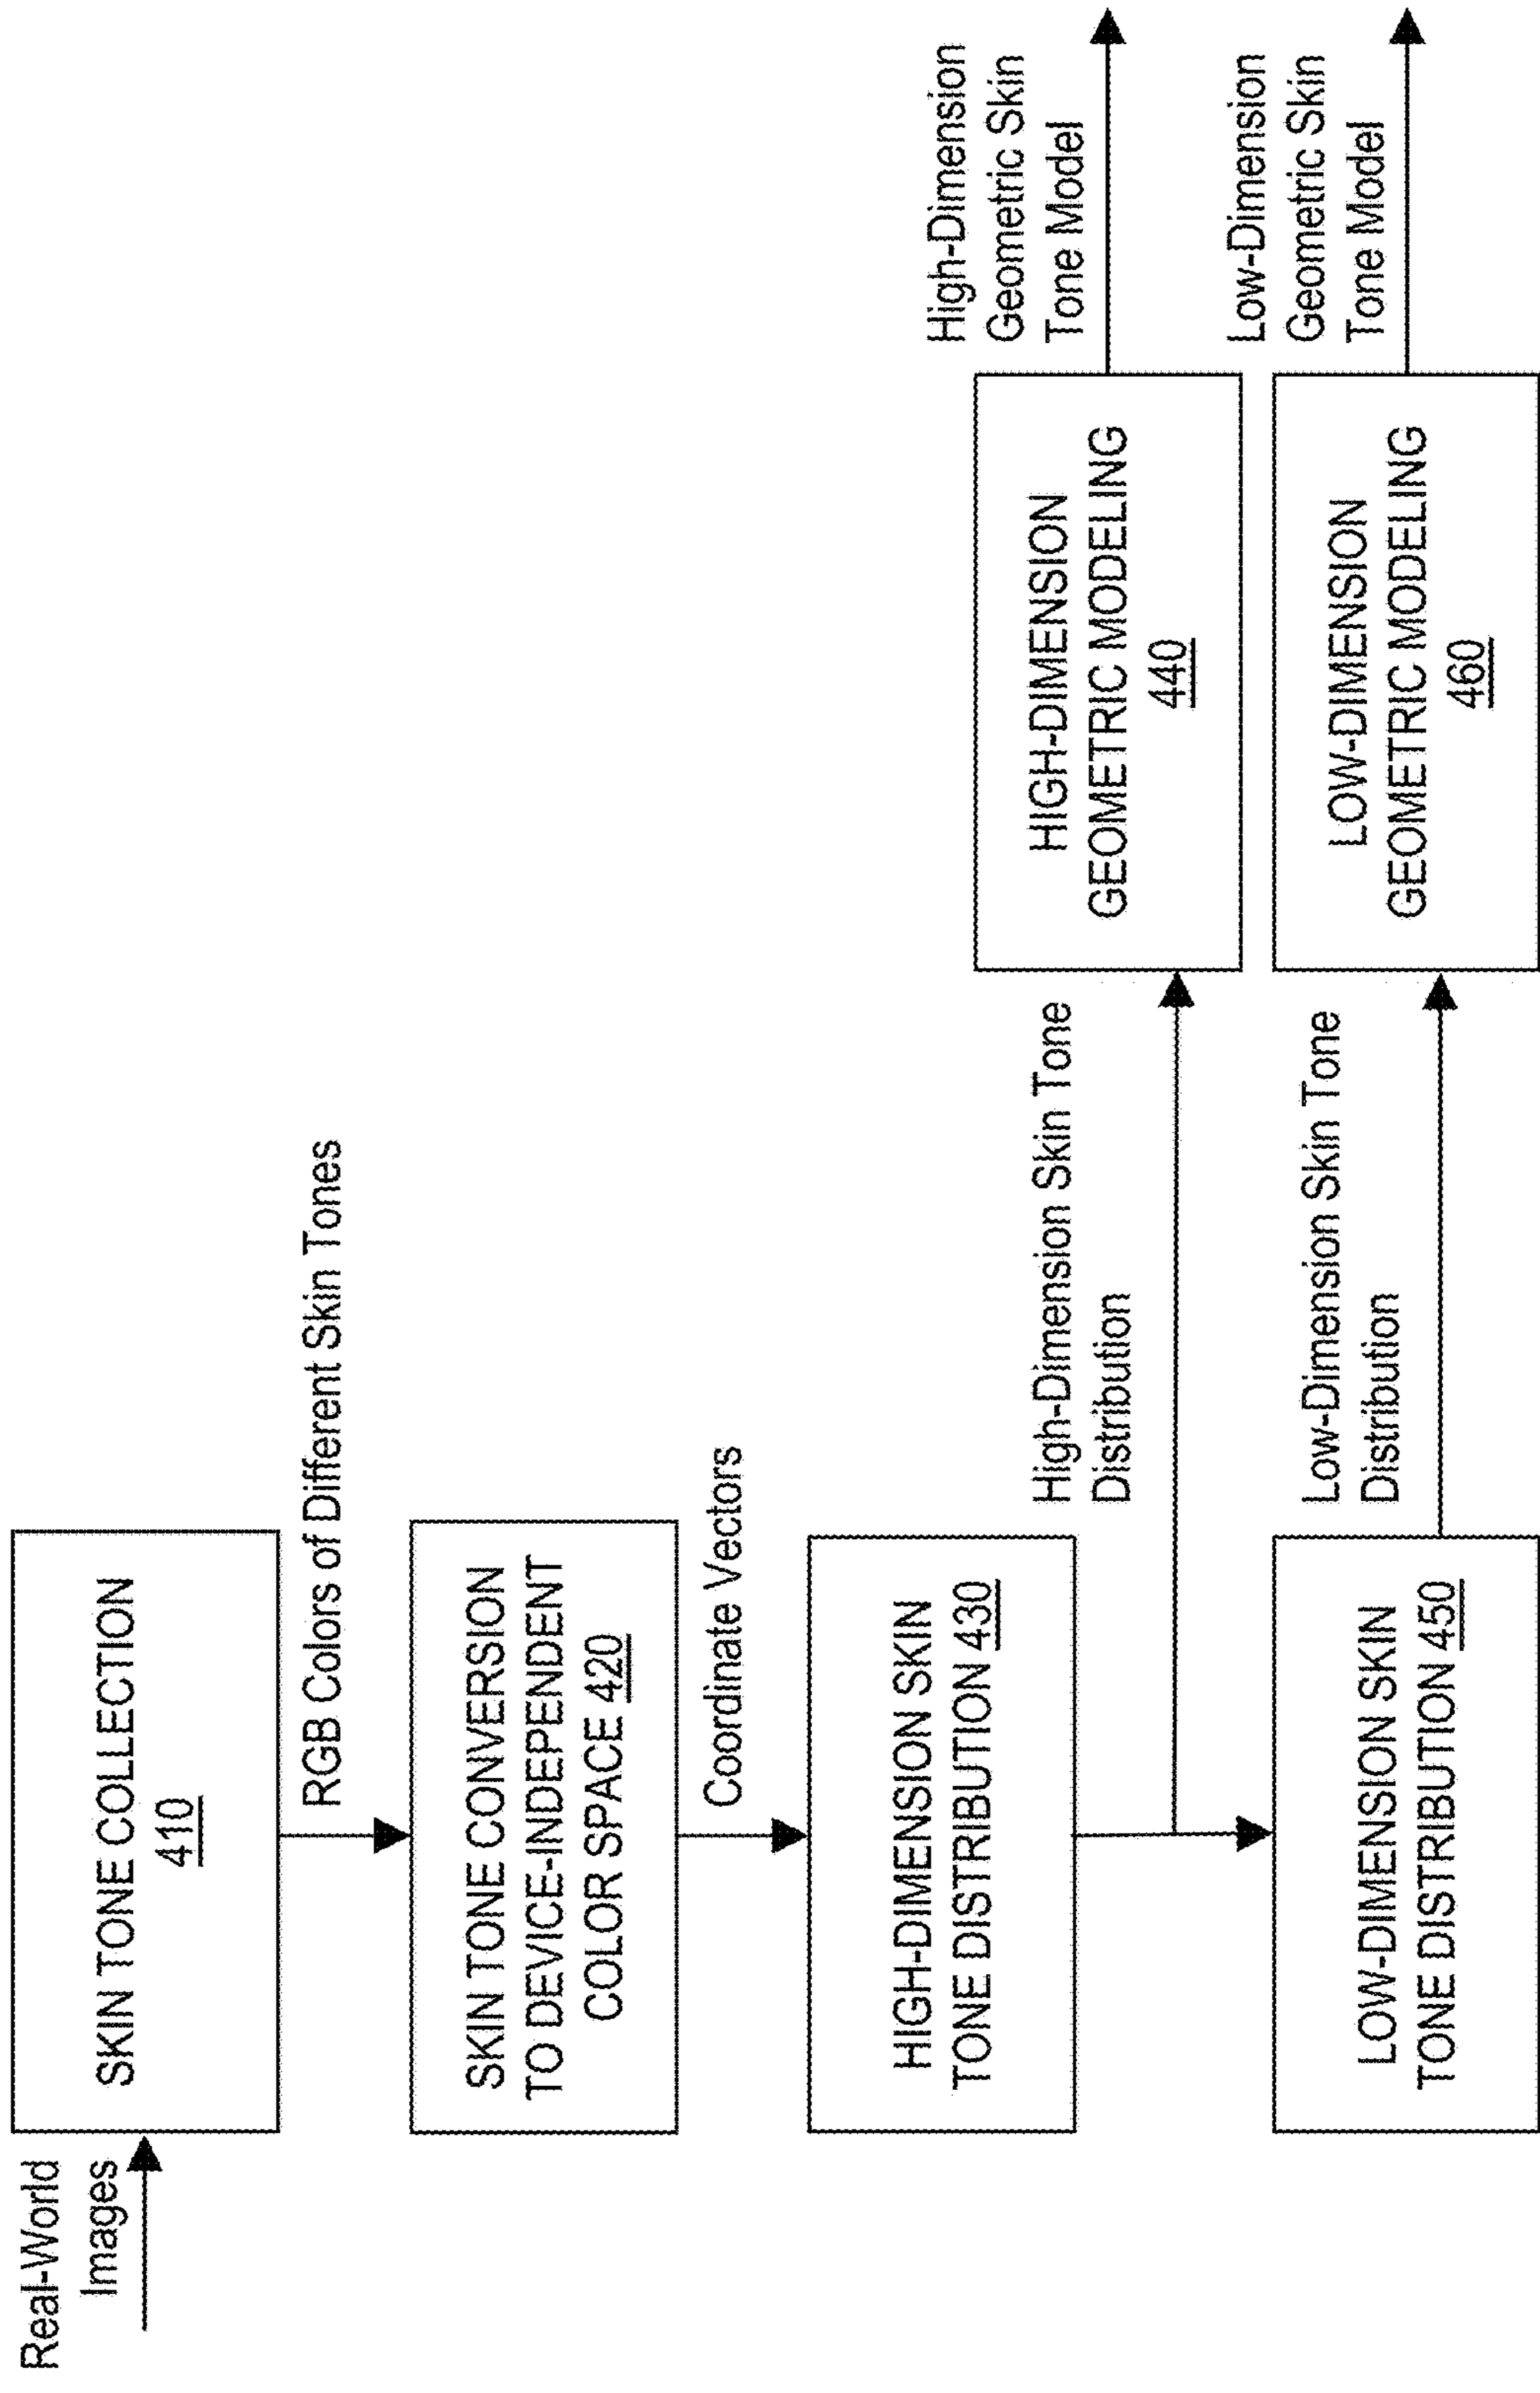 Real-World
Images
SKIN TONE COLLECTION
410
RGB Colors of Different Skin Tones
SKIN TONE CONVERSION
TO DEVICE-INDEPENDENT
COLOR SPACE 420
Coordinate Vectors
HIGH-DIMENSION SKIN
TONE DISTRIBUTION 430
High-Dimension Skin Tone
Distribution
HIGH-DIMENSION
GEOMETRIC MODELING
440
High-Dimension
Geometric Skin
Tone Model
LOW-DIMENSION SKIN
TONE DISTRIBUTION 450
Low-Dimension Skin Tone
Distribution
LOW-DIMENSION
GEOMETRIC MODELING
460
Low-Dimension
Geometric Skin
Tone Model